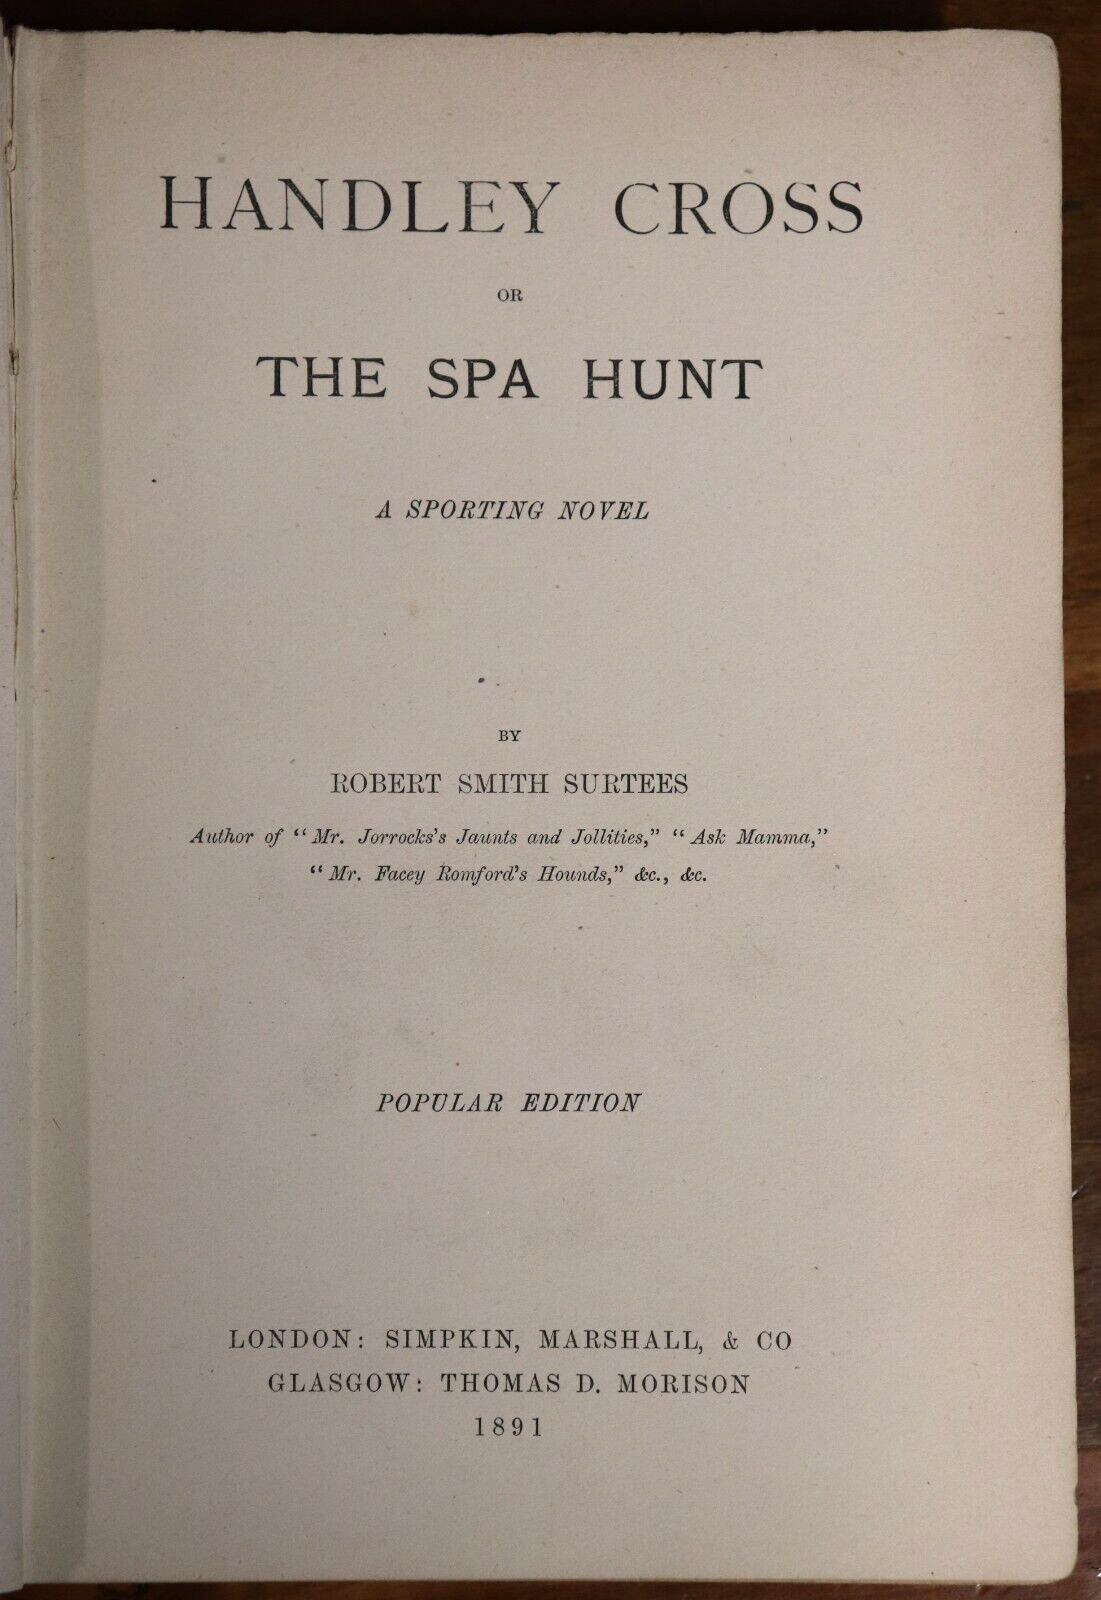 HANDLEY CROSS
OR
THE SPA HUNT
A SPORTING NOVEL
BY
ROBERT SMITH SURTEES
Author of "Mr. Jorrocks's Jaunts and Jollities," "Ask Mamma,"
"Mr. Facey Romford's Hounds," &c., &c.
POPULAR EDITION
LONDON: SIMPKIN, MARSHALL, & CO
GLASGOW: THOMAS D. MORISON
1891